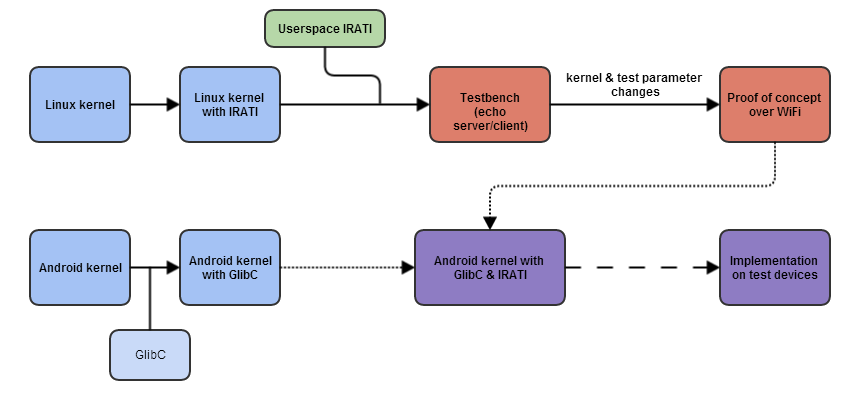 Userspace IRATI
Linux kernel
Linux kernel
with IRATI
Testbench
(echo
server/client)
kernel & test parameter
changes
Proof of concept
over WiFi
Android kernel
Android kernel
with GlibC
Android kernel with
GlibC & IRATI
Implementation
on test devices
GlibC